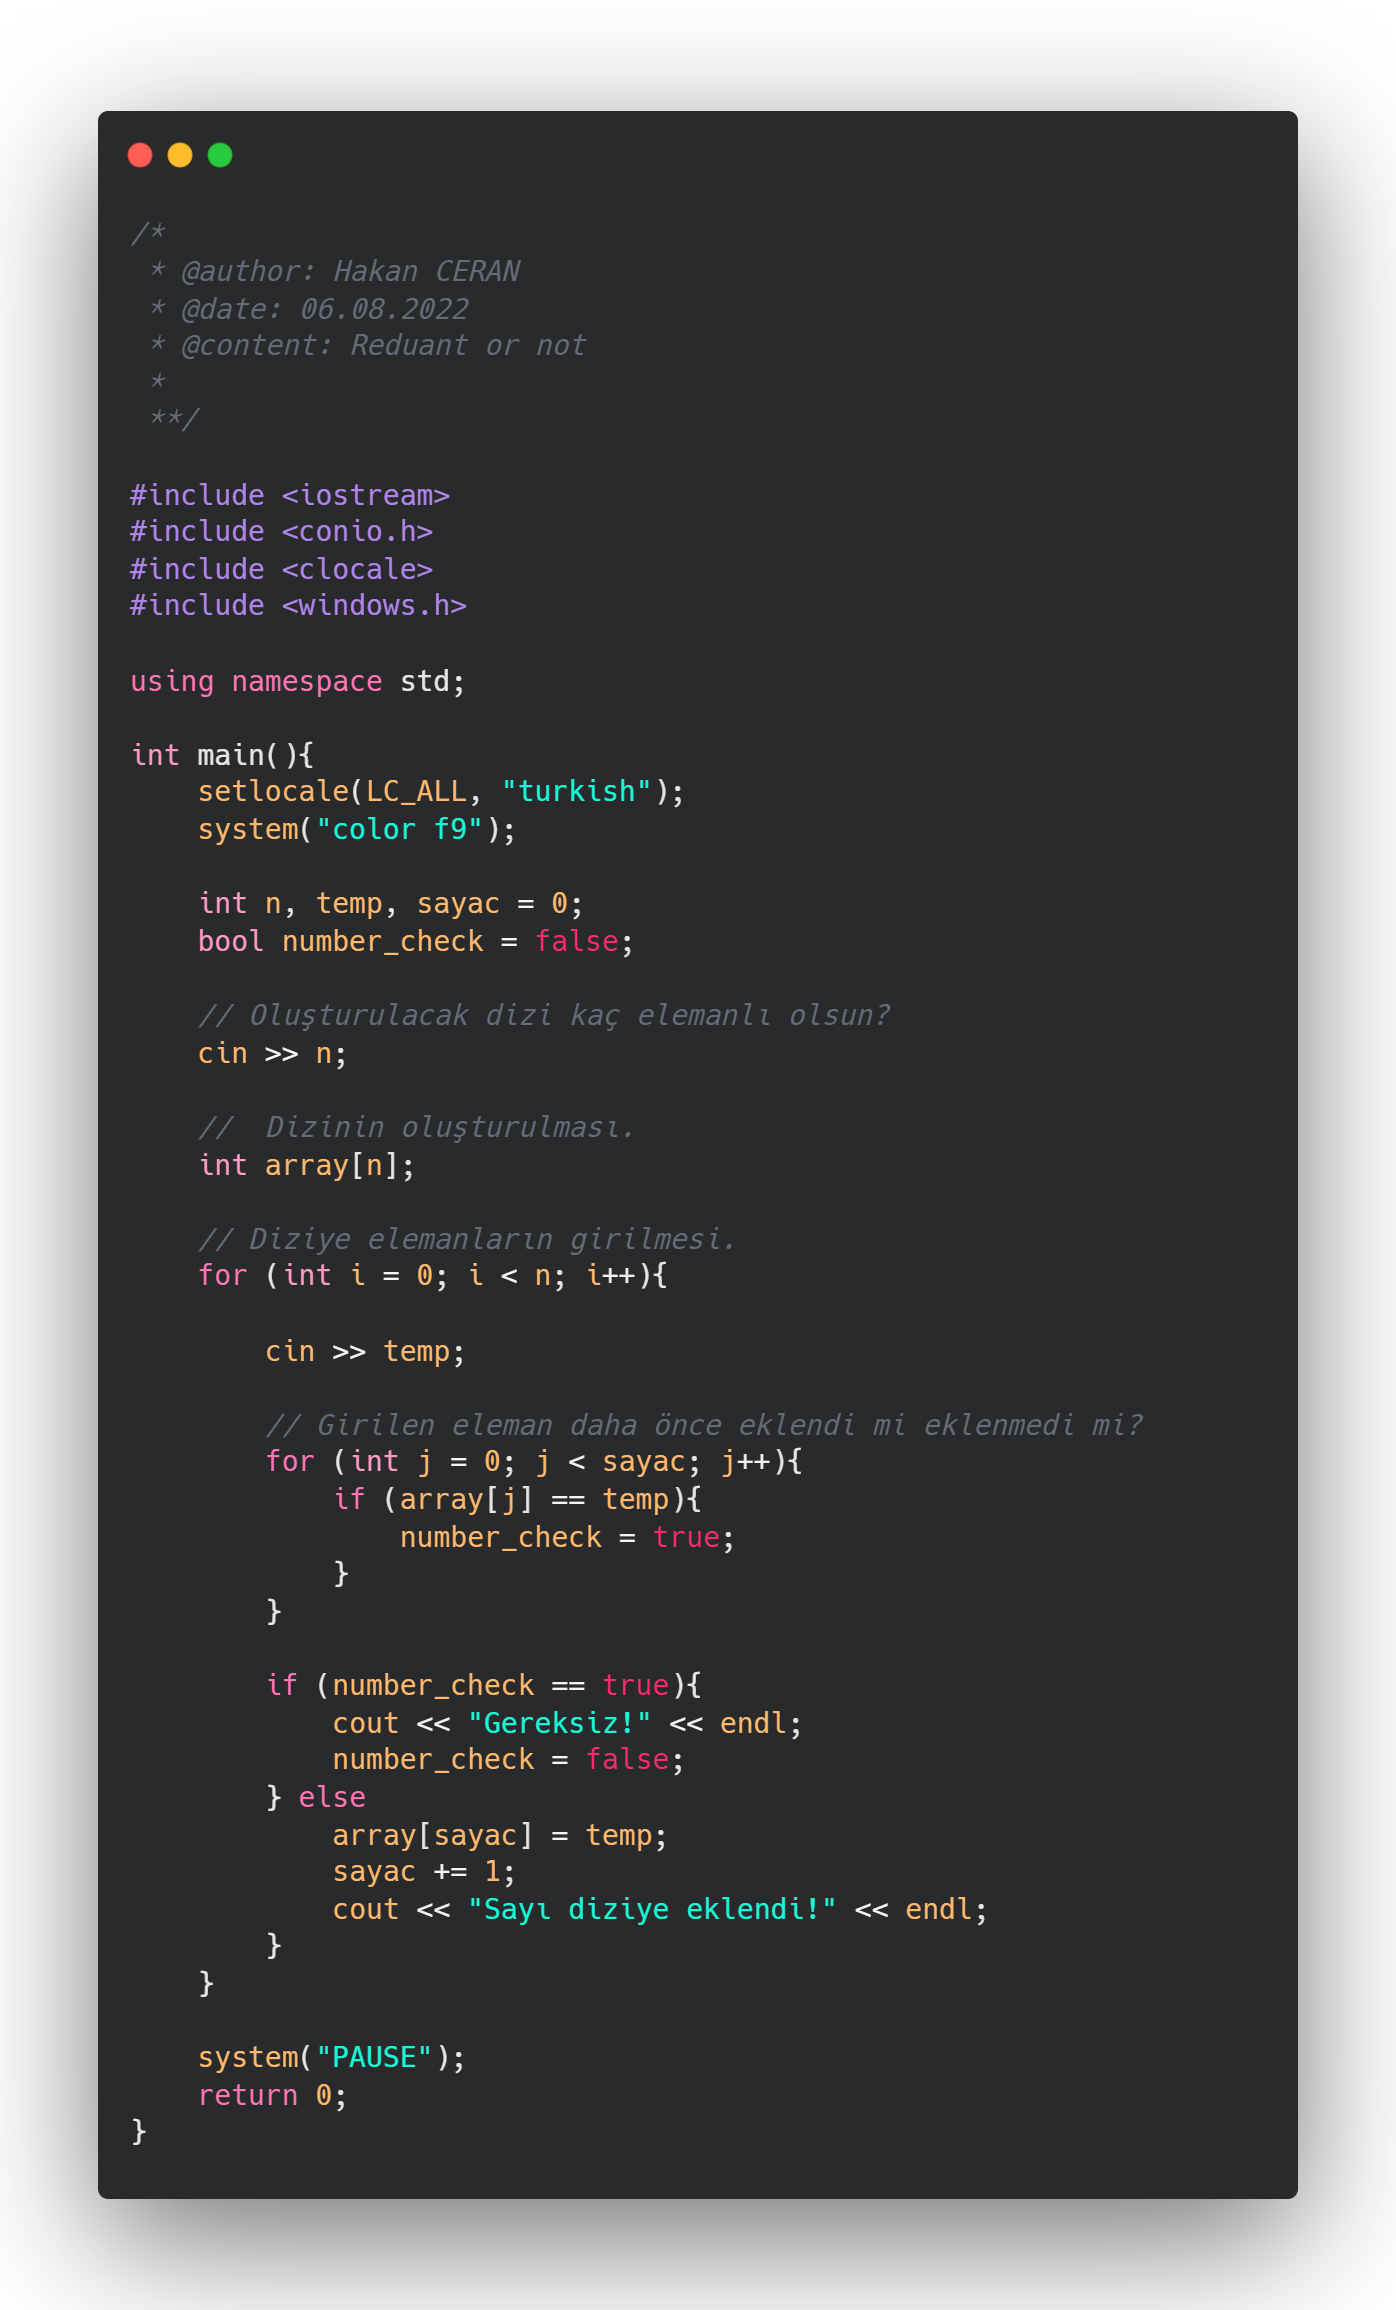 /*
 * @author: Hakan CERAN
 * @date: 06.08.2022
 * @content: Reduant or not
 *
 **/

#include <iostream>
#include <conio.h>
#include <clocale>
#include <windows.h>

using namespace std;

int main(){
    setlocale(LC_ALL, "turkish");
    system("color f9");

    int n, temp, sayac = 0;
    bool number_check = false;

    // Oluşturulacak dizi kaç elemanlı olsun?
    cin >> n;

    //  Dizinin oluşturulması.
    int array[n];

    // Diziye elemanların girilmesi.
    for (int i = 0; i < n; i++){

        cin >> temp;

        // Girilen eleman daha önce eklendi mi eklenmedi mi?
        for (int j = 0; j < sayac; j++){
            if (array[j] == temp){
                number_check = true;
            }
        }

        if (number_check == true){
            cout << "Gereksiz!" << endl;
            number_check = false;
        } else
            array[sayac] = temp;
            sayac += 1;
            cout << "Sayı diziye eklendi!" << endl;
        }
    }

    system("PAUSE");
    return 0;
}